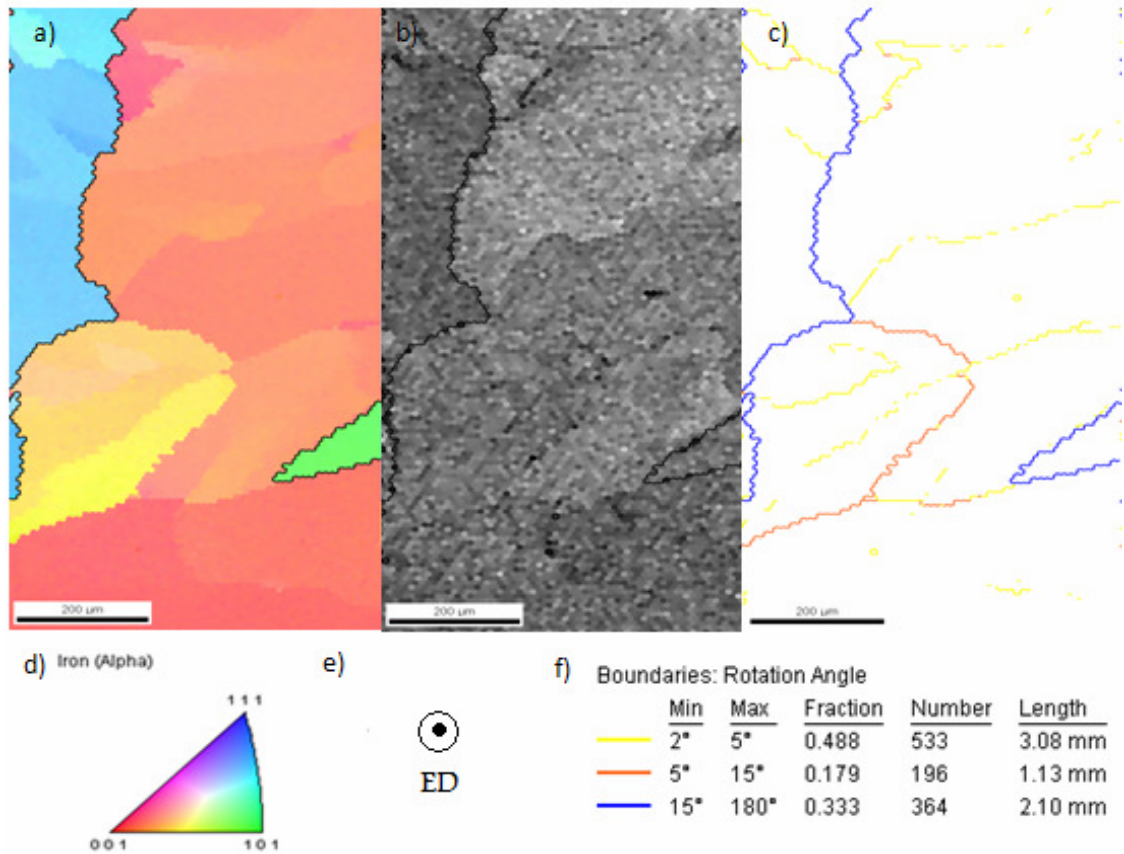 a)
b)
c)
200 µm
200 µm
200 µm
d) Iron (Alpha)
1 1 1
0 0 1
1 0 1
e)
ED
f) Boundaries: Rotation Angle
Min Max Fraction Number Length
2° 5° 0.488 533 3.08 mm
5° 15° 0.179 196 1.13 mm
15° 180° 0.333 364 2.10 mm